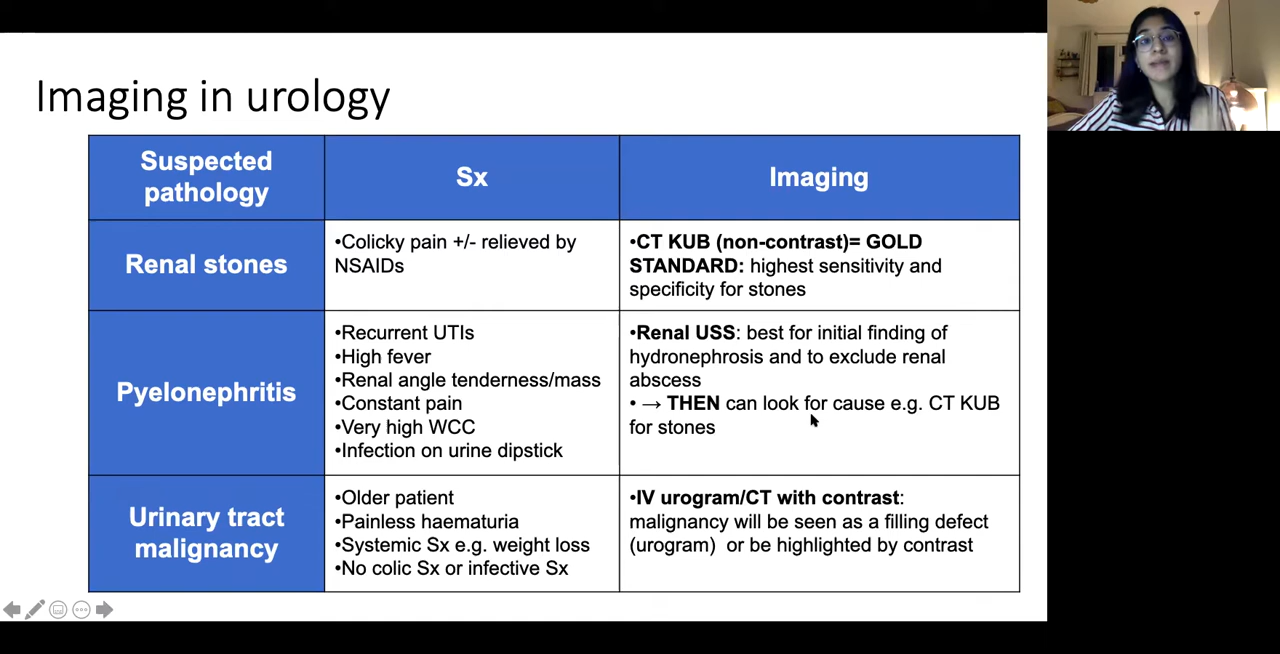 Imaging in urology
Suspected
pathology
Sx
Imaging
Renal stones
•Colicky pain +/- relieved by
NSAIDs
•CT KUB (non-contrast)= GOLD
STANDARD: highest sensitivity and
specificity for stones
Pyelonephritis
•Recurrent UTIs
•High fever
•Renal angle tenderness/mass
•Constant pain
•Very high WCC
•Infection on urine dipstick
•Renal USS: best for initial finding of
hydronephrosis and to exclude renal
abscess
• → THEN can look for cause e.g. CT KUB
for stones
Urinary tract
malignancy
•Older patient
•Painless haematuria
•Systemic Sx e.g. weight loss
•No colic Sx or infective Sx
•IV urogram/CT with contrast:
malignancy will be seen as a filling defect
(urogram)  or be highlighted by contrast